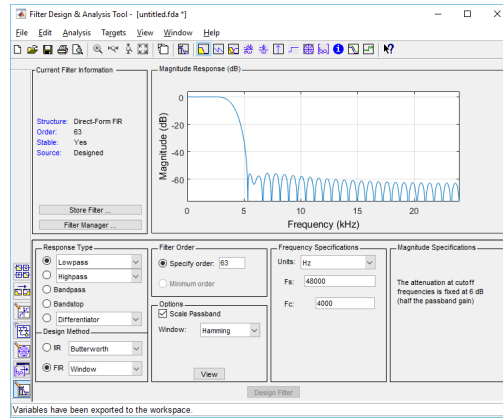 Filter Design & Analysis Tool - [untitled.fda *]
File Edit Analysis Targets View Window Help
Current Filter Information
Structure: Direct-Form FIR
Order: 63
Stable: Yes
Source: Designed
Store Filter ...
Filter Manager ...
Magnitude Response (dB)
Magnitude (dB)
0
-20
-40
-60
0 5 10 15 20
Frequency (kHz)
Response Type
Lowpass
Highpass
Bandpass
Bandstop
Differentiator
Design Method
IIR Butterworth
FIR Window
Filter Order
Specify order: 63
Minimum order
Options
Scale Passband
Window: Hamming
View
Frequency Specifications
Units: Hz
Fs: 48000
Fc: 4000
Magnitude Specifications
The attenuation at cutoff
frequencies is fixed at 6 dB
(half the passband gain)
Design Filter
Variables have been exported to the workspace.